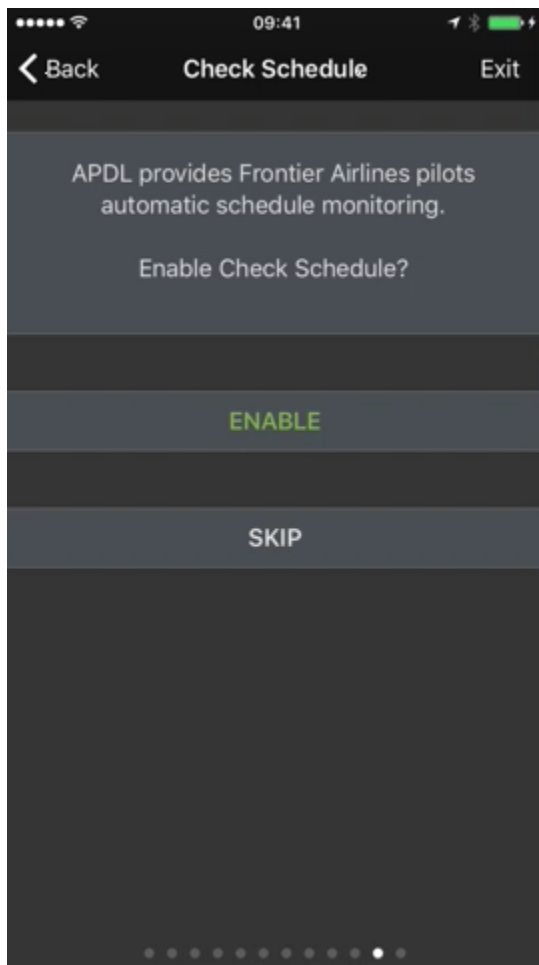 09:41
Back
Check Schedule
Exit
APDL provides Frontier Airlines pilots
automatic schedule monitoring.
Enable Check Schedule?
ENABLE
SKIP